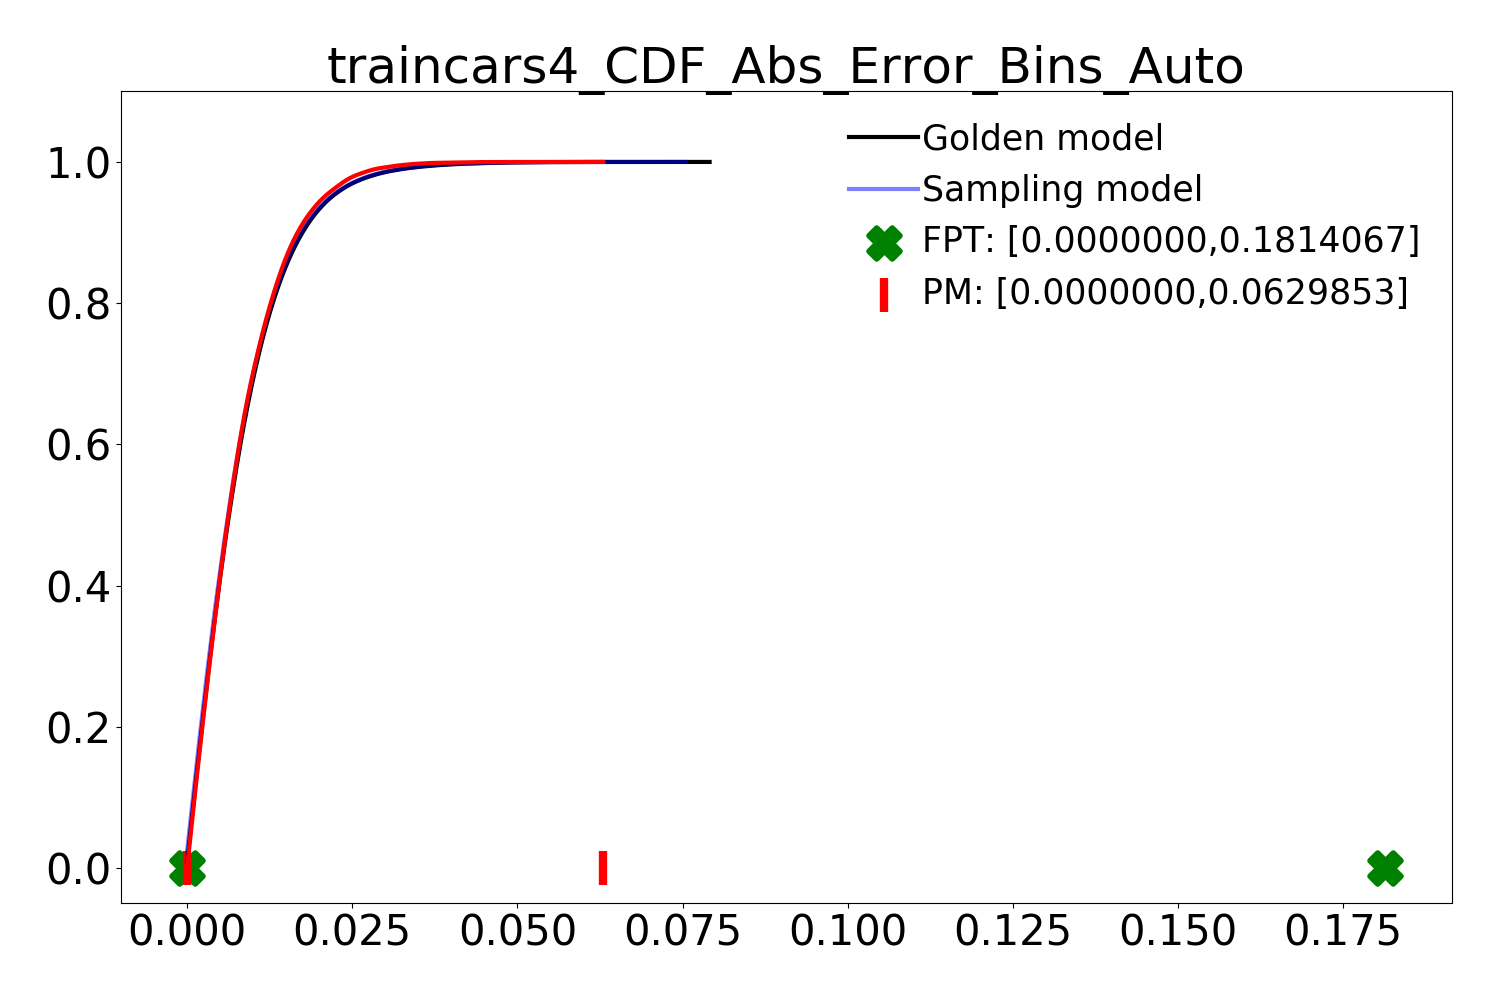 traincars4_CDF_Abs_Error_Bins_Auto
Golden model
Sampling model
FPT: [0.0000000,0.1814067]
PM: [0.0000000,0.0629853]
1.0
0.8
0.6
0.4
0.2
0.0
0.000 0.025 0.050 0.075 0.100 0.125 0.150 0.175